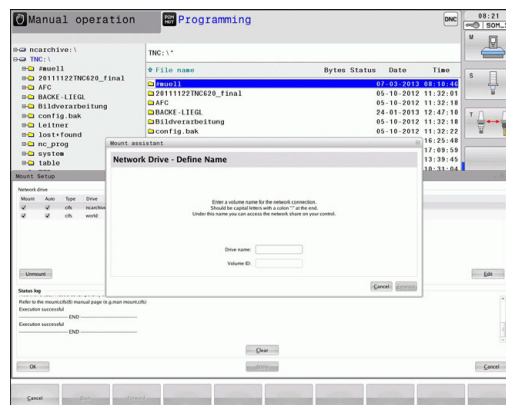 Manual operation
Programming
DNC
08:21
ncarchive:\
TNC:\
#muell
20111122TNC620_final
AFC
BACKE-LIEGL
Bildverarbeitung
config.bak
Leitner
lost+found
nc_prog
system
table
TNC:\*
File name Bytes Status Date Time
#muell 07-03-2013 08:10:46
20111122TNC620_final 05-10-2012 11:32:01
AFC 05-10-2012 11:32:18
BACKE-LIEGL 24-01-2013 12:47:10
Bildverarbeitung 05-10-2012 11:32:18
config.bak 05-10-2012 11:32:22
16:25:48
17:09:59
13:39:45
10:31:04
M
S
T
Mount Setup
Network drive
Mount Auto Type Drive
cifs ncarchive
cifs world:
Unmount
Edit
Status log
Refer to the mount.cifs(8) manual page (e.g.man mount.cifs)
Execution successful
END
Execution successful
END
Clear
OK
Cancel
Mount assistant
Network Drive - Define Name
Enter a volume name for the network connection.
Should be capital letters with a colon ":" at the end.
Under this name you can access the network share on your control.
Drive name:
Volume ID:
Cancel
Cancel